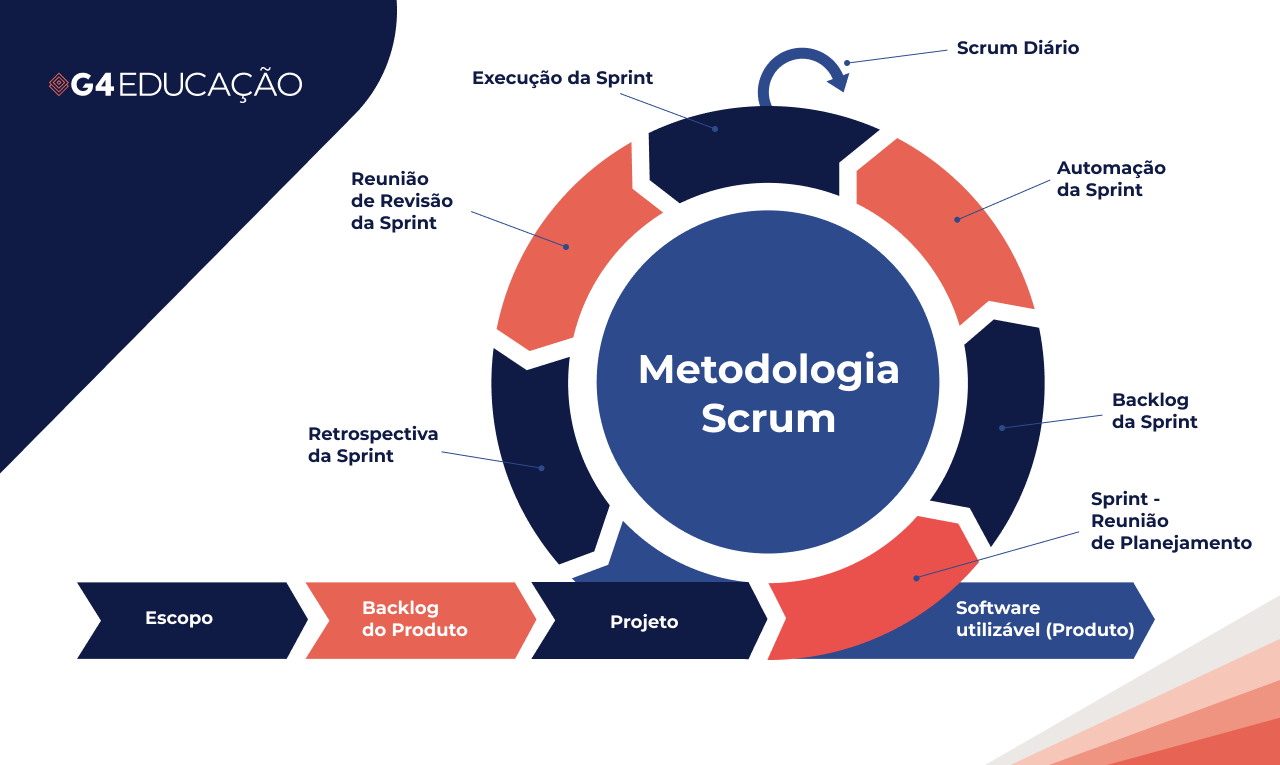 G4 EDUCAÇÃO
Scrum Diário
Execução da Sprint
Automação
da Sprint
Reunião
de Revisão
da Sprint
Metodologia
Scrum
Backlog
da Sprint
Retrospectiva
da Sprint
Sprint -
Reunião
de Planejamento
Escopo
Backlog
do Produto
Projeto
Software
utilizável (Produto)